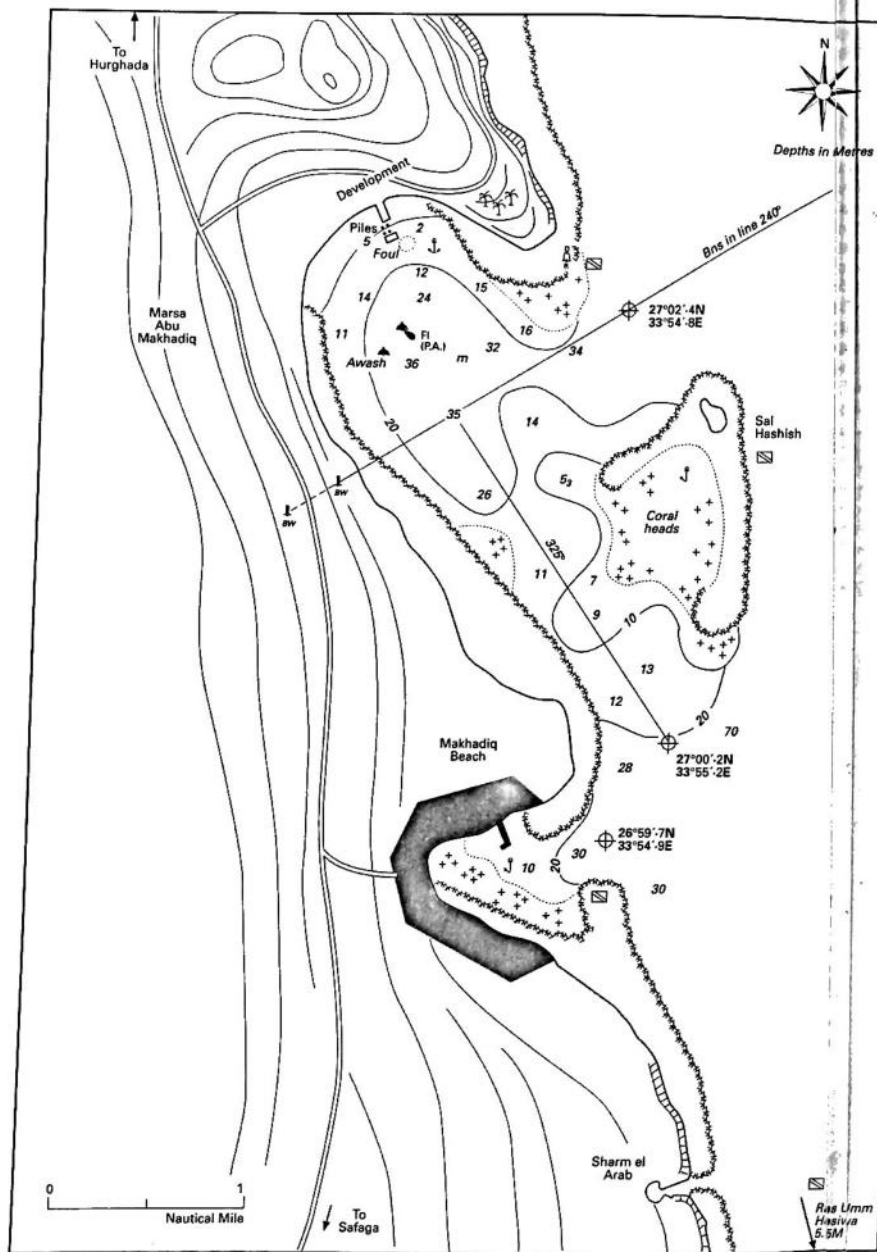 To
Hurghada
N
Depths in Metres
Development
Piles
5
2
Foul
Bns in line 240°
12
15
14
24
27°02'·4N
33°54'·8E
Marsa
Abu
Makhadiq
11
16
Fl
(P.A.)
32
34
Awash
36
m
35
14
20
Sal
Hashish
5₃
26
BW
BW
Coral
heads
325°
11
7
9
10
13
12
20
70
Makhadiq
Beach
27°00'·2N
33°55'·2E
28
26°59'·7N
33°54'·9E
10
20
30
30
Sharm el
Arab
0
1
Nautical Mile
To
Safaga
Ras Umm
Hasiwa
5.5M